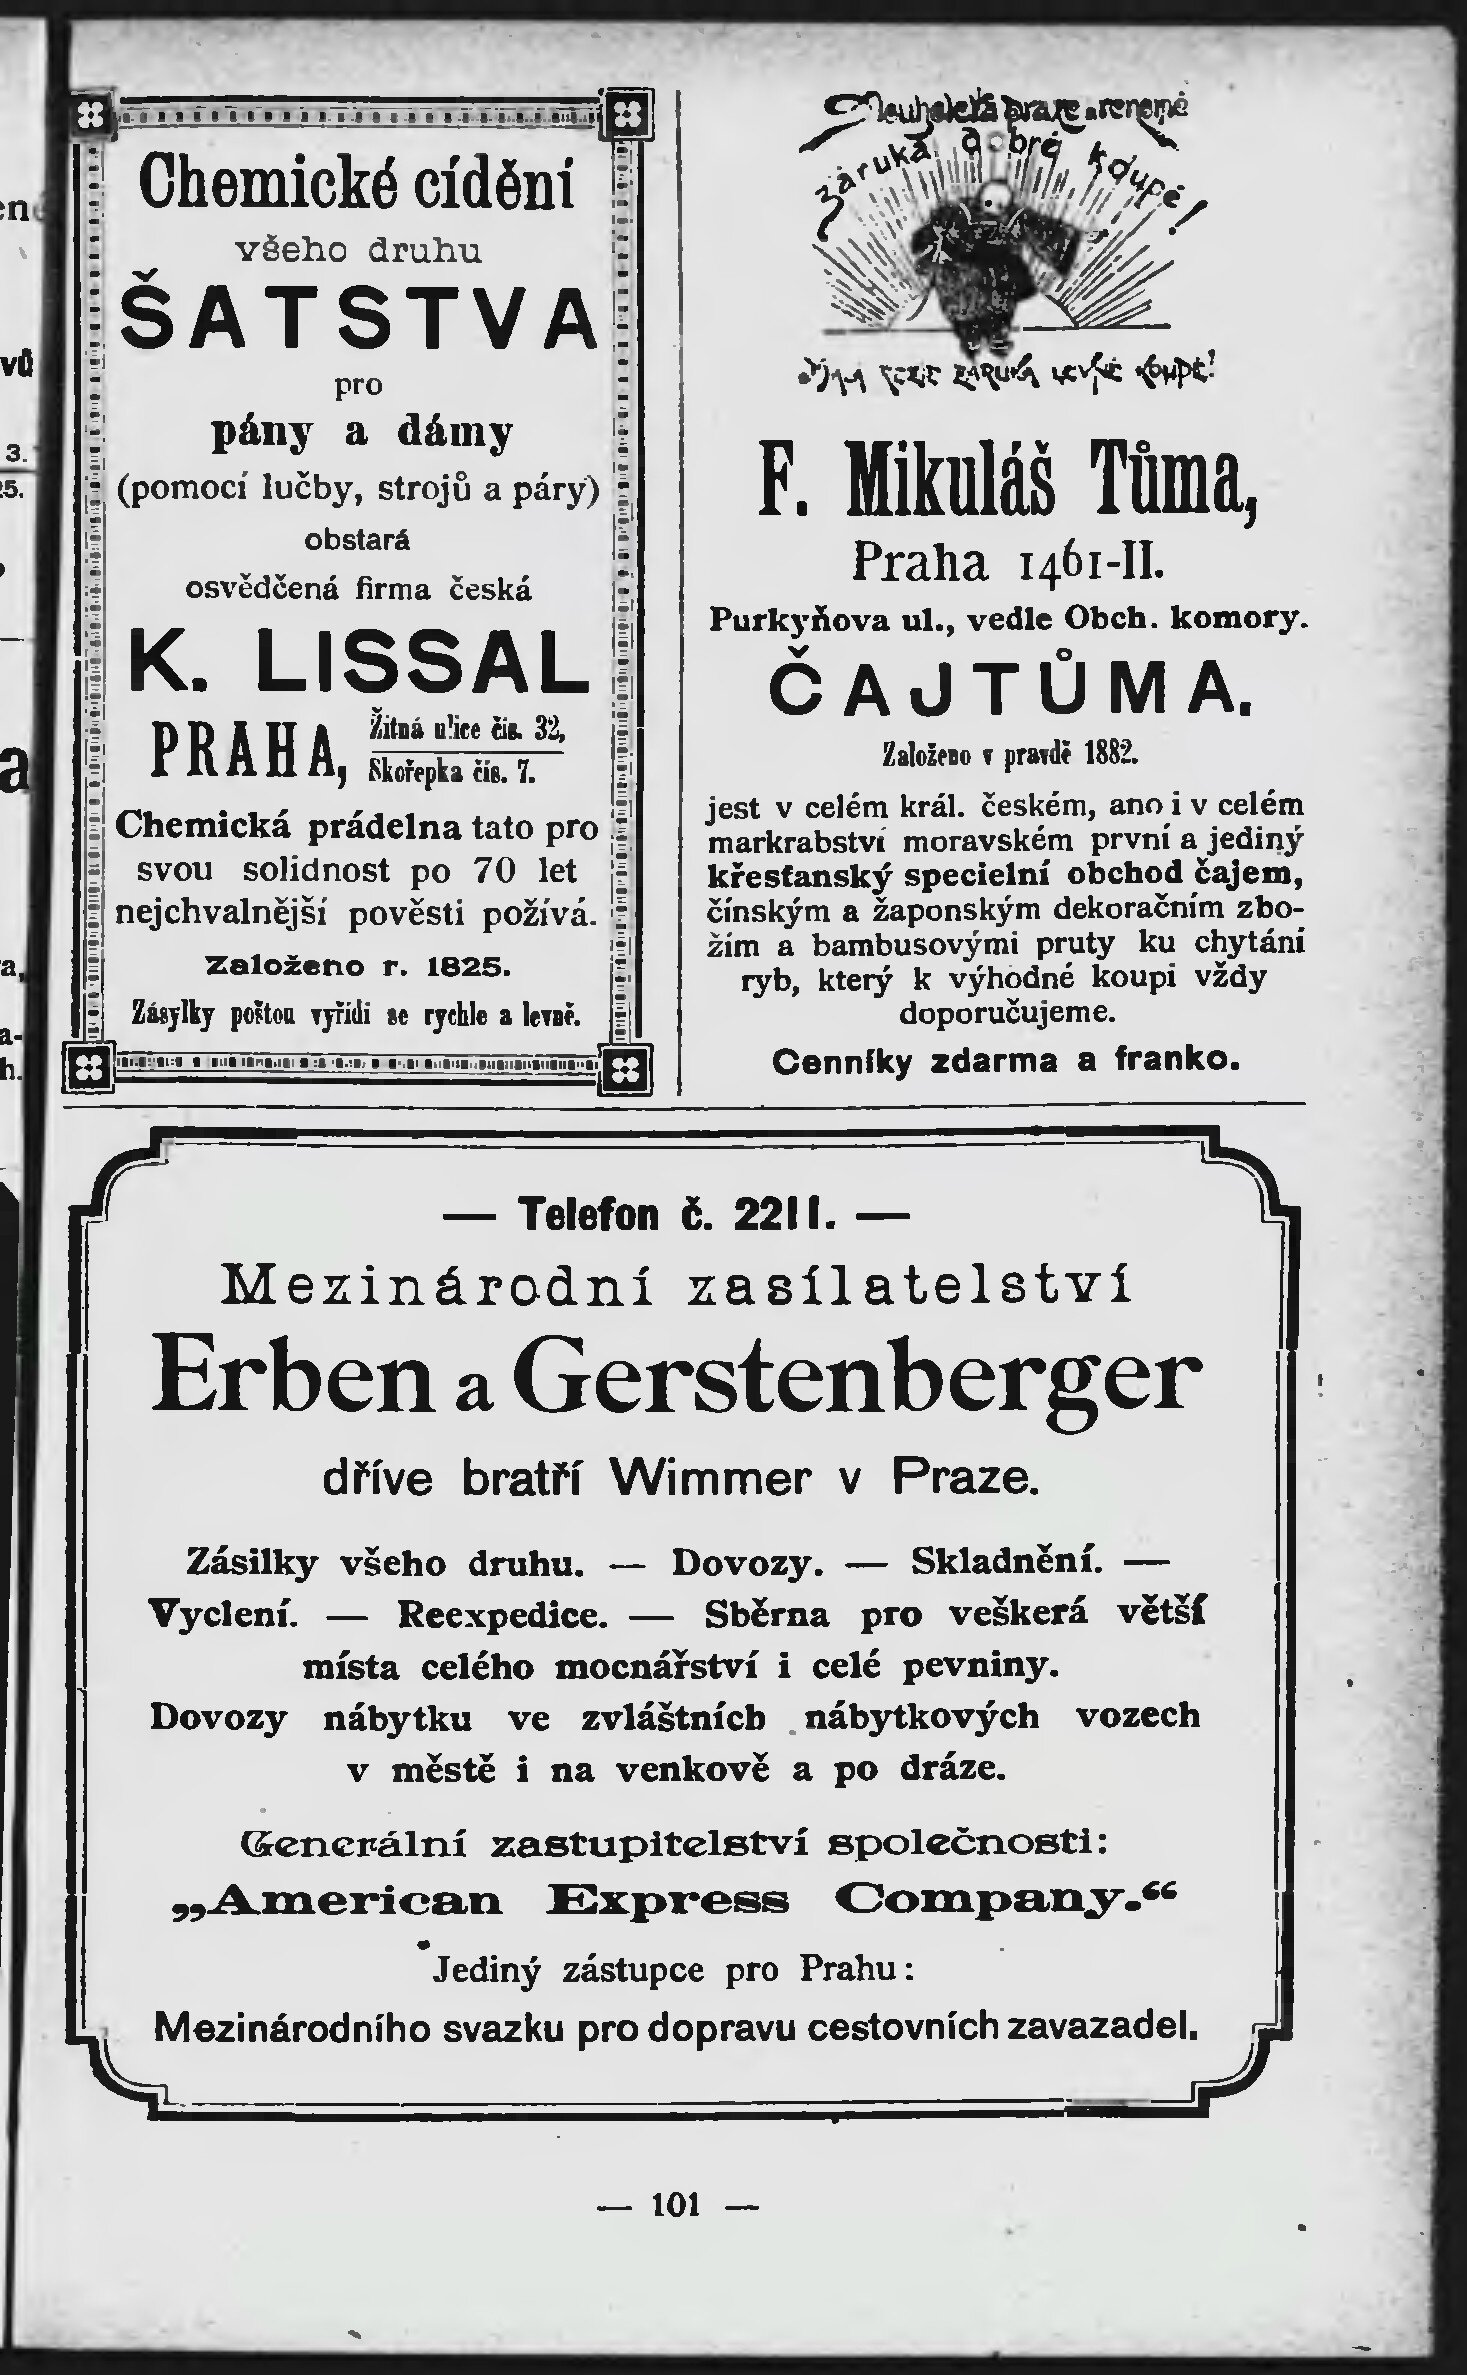 Chemické cídění
všeho druhu
ŠATSTVA
pro
pány a dámy
(pomocí lučby, strojů a páry)
obstará
osvědčená firma česká
K. LISSAL
PRAHA, Žitná ulice čís. 32,
Skořepka čís. 7.
Chemická prádelna tato pro
svou solidnost po 70 let
nejchvalnější pověsti požívá.
Založeno r. 1825.
Zásylky poštou vyřídí se rychle a levně.
záruka dobré koupě!
F. Mikuláš Tůma,
Praha 1461-II.
Purkyňova ul., vedle Obch. komory.
ČAJTŮMA.
Založeno v pravdě 1882.
jest v celém král. českém, ano i v celém
markrabství moravském první a jediný
křesťanský specielní obchod čajem,
čínským a žaponským dekoračním zbo-
žím a bambusovými pruty ku chytání
ryb, který k výhodné koupi vždy
doporučujeme.
Cenníky zdarma a franko.
— Telefon č. 2211. —
Mezinárodní zasílatelství
Erben a Gerstenberger
dříve bratří Wimmer v Praze.
Zásilky všeho druhu. — Dovozy. — Skladnění. —
Vyclení. — Reexpedice. — Sběrna pro veškerá větší
místa celého mocnářství i celé pevniny.
Dovozy nábytku ve zvláštních nábytkových vozech
v městě i na venkově a po dráze.
Generální zastupitelství společnosti:
„American Express Company.“
Jediný zástupce pro Prahu:
Mezinárodního svazku pro dopravu cestovních zavazadel.
— 101 —